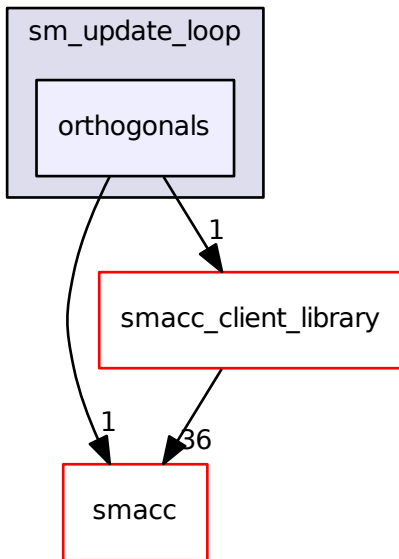 sm_update_loop
orthogonals
1
smacc_client_library
1
36
smacc